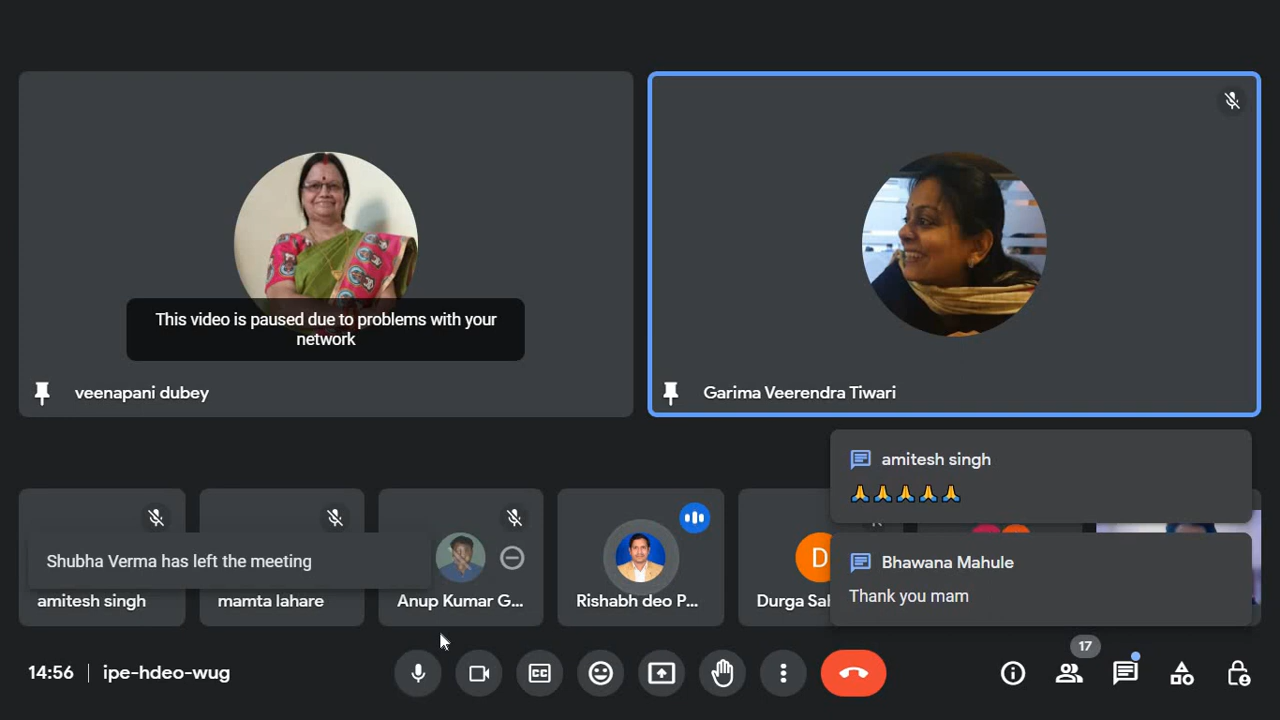 This video is paused due to problems with your
network
veenapani dubey
Garima Veerendra Tiwari
amitesh singh
🙏🙏🙏🙏🙏
Shubha Verma has left the meeting
Bhawana Mahule
Thank you mam
amitesh singh
mamta lahare
Anup Kumar G...
Rishabh deo P...
D
Durga Sah
14:56
ipe-hdeo-wug
CC
17